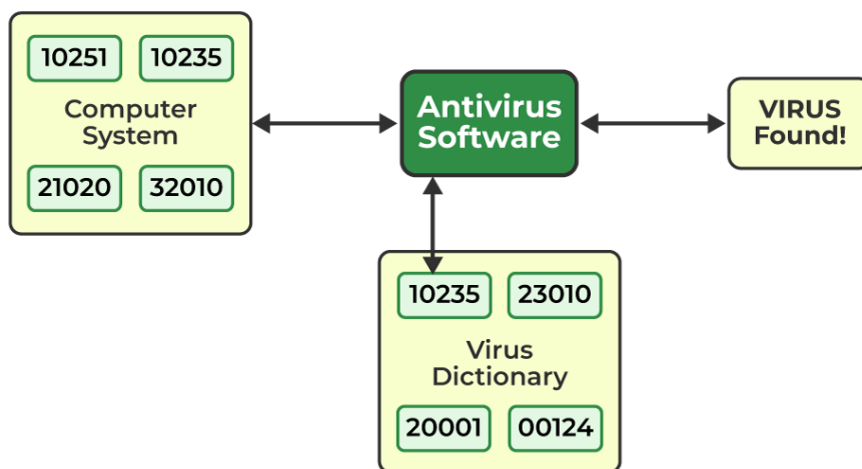 10251 10235
Computer
System
21020 32010
Antivirus
Software
VIRUS
Found!
10235 23010
Virus
Dictionary
20001 00124